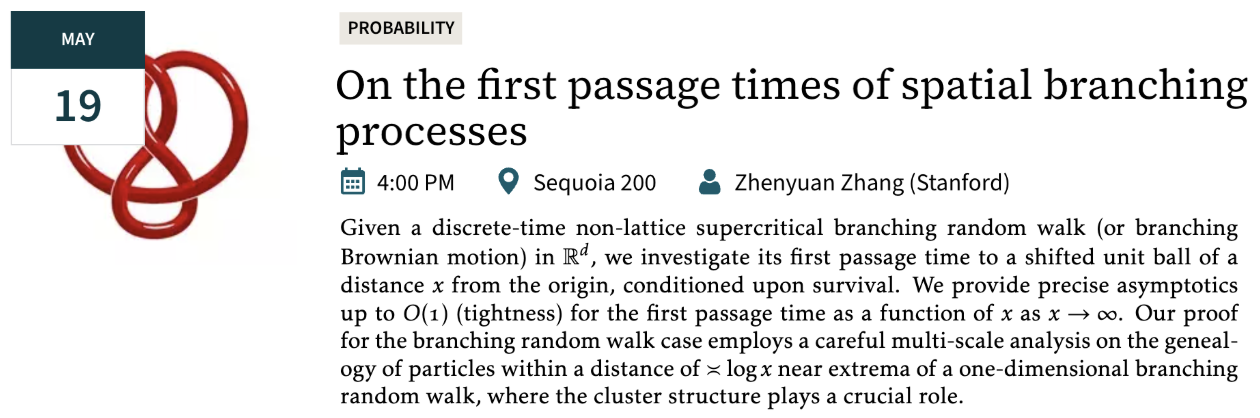 MAY
19
PROBABILITY
On the first passage times of spatial branching
processes
4:00 PM Sequoia 200 Zhenyuan Zhang (Stanford)
Given a discrete-time non-lattice supercritical branching random walk (or branching
Brownian motion) in ℝᵈ, we investigate its first passage time to a shifted unit ball of a
distance x from the origin, conditioned upon survival. We provide precise asymptotics
up to O(1) (tightness) for the first passage time as a function of x as x → ∞. Our proof
for the branching random walk case employs a careful multi-scale analysis on the geneal-
ogy of particles within a distance of ≍ log x near extrema of a one-dimensional branching
random walk, where the cluster structure plays a crucial role.